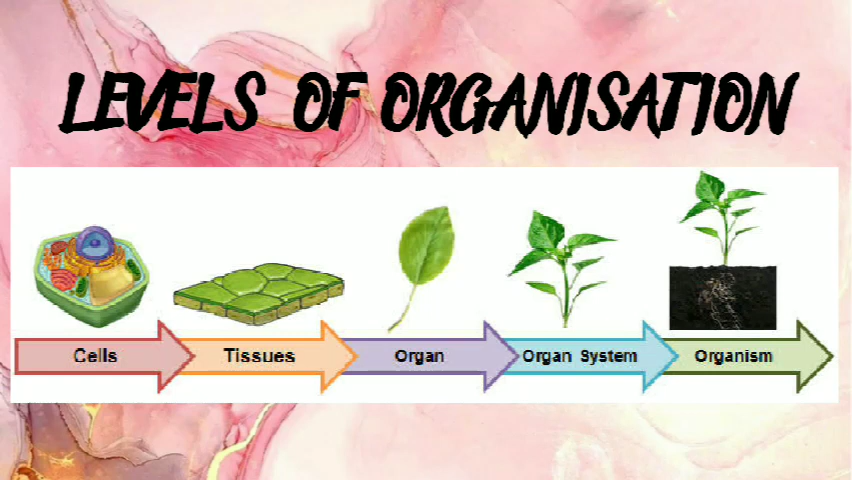 LEVELS OF ORGANISATION
Cells Tissues Organ Organ System Organism